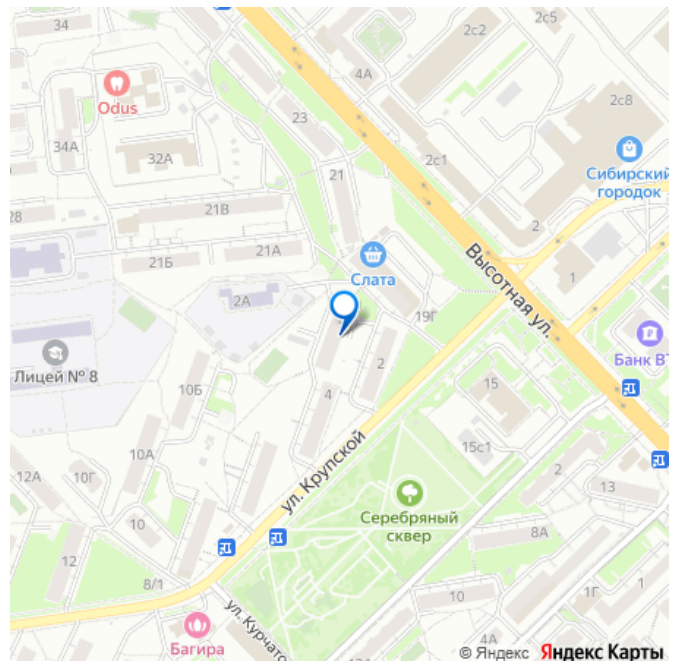 34
2с2
2с5
4А
Odus
23
2с8
34А
32А
2с1
Сибирский
городок
21
28
21В
2
21А
21Б
Высотная ул.
Слата
1
2А
19Г
Лицей № 8
Банк ВТ
10Б
2
15
4
10А
15с1
12А
10Г
ул. Крупской
2
13
10
Серебряный
сквер
8А
12
8/1
1Г
1
10
ул. Курчато
Багира
4А
© Яндекс Яндекс Карты